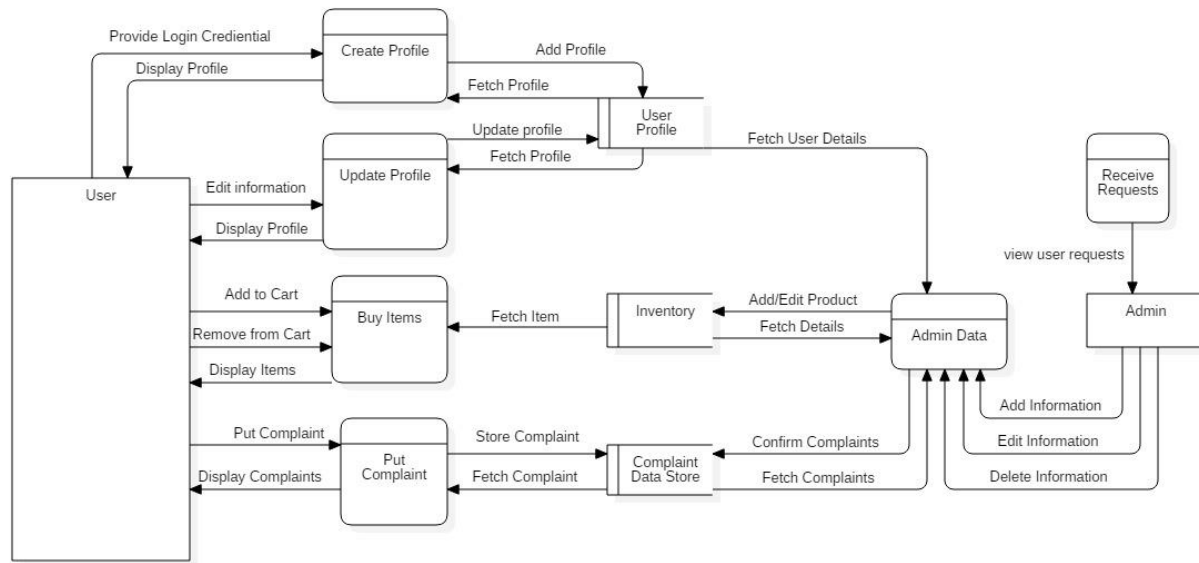 Provide Login Crediential
Create Profile
Add Profile
Display Profile
Fetch Profile
User
Profile
Update profile
Fetch User Details
Fetch Profile
Update Profile
Receive
Requests
User
Edit information
Display Profile
view user requests
Add to Cart
Buy Items
Fetch Item
Inventory
Add/Edit Product
Admin
Remove from Cart
Fetch Details
Admin Data
Display Items
Add Information
Put Complaint
Store Complaint
Confirm Complaints
Edit Information
Put
Complaint
Complaint
Data Store
Display Complaints
Fetch Complaint
Fetch Complaints
Delete Information